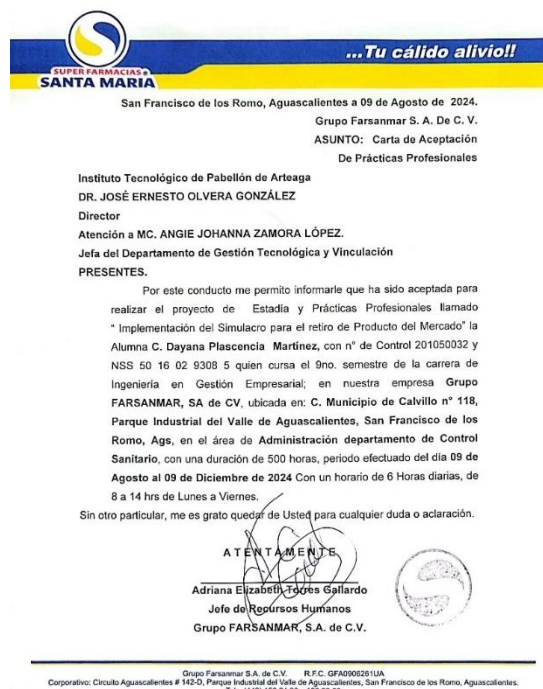 ...Tu cálido alivio!!
SUPER FARMACIAS
SANTA MARIA
San Francisco de los Romo, Aguascalientes a 09 de Agosto de 2024.
Grupo Farsanmar S. A. De C. V.
ASUNTO: Carta de Aceptación
De Prácticas Profesionales
Instituto Tecnológico de Pabellón de Arteaga
DR. JOSÉ ERNESTO OLVERA GONZÁLEZ
Director
Atención a MC. ANGIE JOHANNA ZAMORA LÓPEZ.
Jefa del Departamento de Gestión Tecnológica y Vinculación
PRESENTES.
Por este conducto me permito informarle que ha sido aceptada para
realizar el proyecto de Estadia y Prácticas Profesionales llamado
" Implementación del Simulacro para el retiro de Producto del Mercado" la
Alumna C. Dayana Plascencia Martinez, con n° de Control 201050032 y
NSS 50 16 02 9308 5 quien cursa el 9no. semestre de la carrera de
Ingeniería en Gestión Empresarial; en nuestra empresa Grupo
FARSANMAR, SA de CV, ubicada en: C. Municipio de Calvillo n° 118,
Parque Industrial del Valle de Aguascalientes, San Francisco de los
Romo, Ags, en el área de Administración departamento de Control
Sanitario, con una duración de 500 horas, periodo efectuado del dia 09 de
Agosto al 09 de Diciembre de 2024 Con un horario de 6 Horas diarias, de
8 a 14 hrs de Lunes a Viernes.
Sin otro particular, me es grato quedar de Usted para cualquier duda o aclaración.
ATENTAMENTE
Adriana Elizabeth Torres Gallardo
Jefe de Recursos Humanos
Grupo FARSANMAR, S.A. de C.V.
Grupo Farsanmar S.A. de C.V. R.F.C. GFA0906261UA
Corporativo: Circuito Aguascalientes # 142-D, Parque Industrial del Valle de Aguascalientes, San Francisco de los Romo, Aguascalientes.